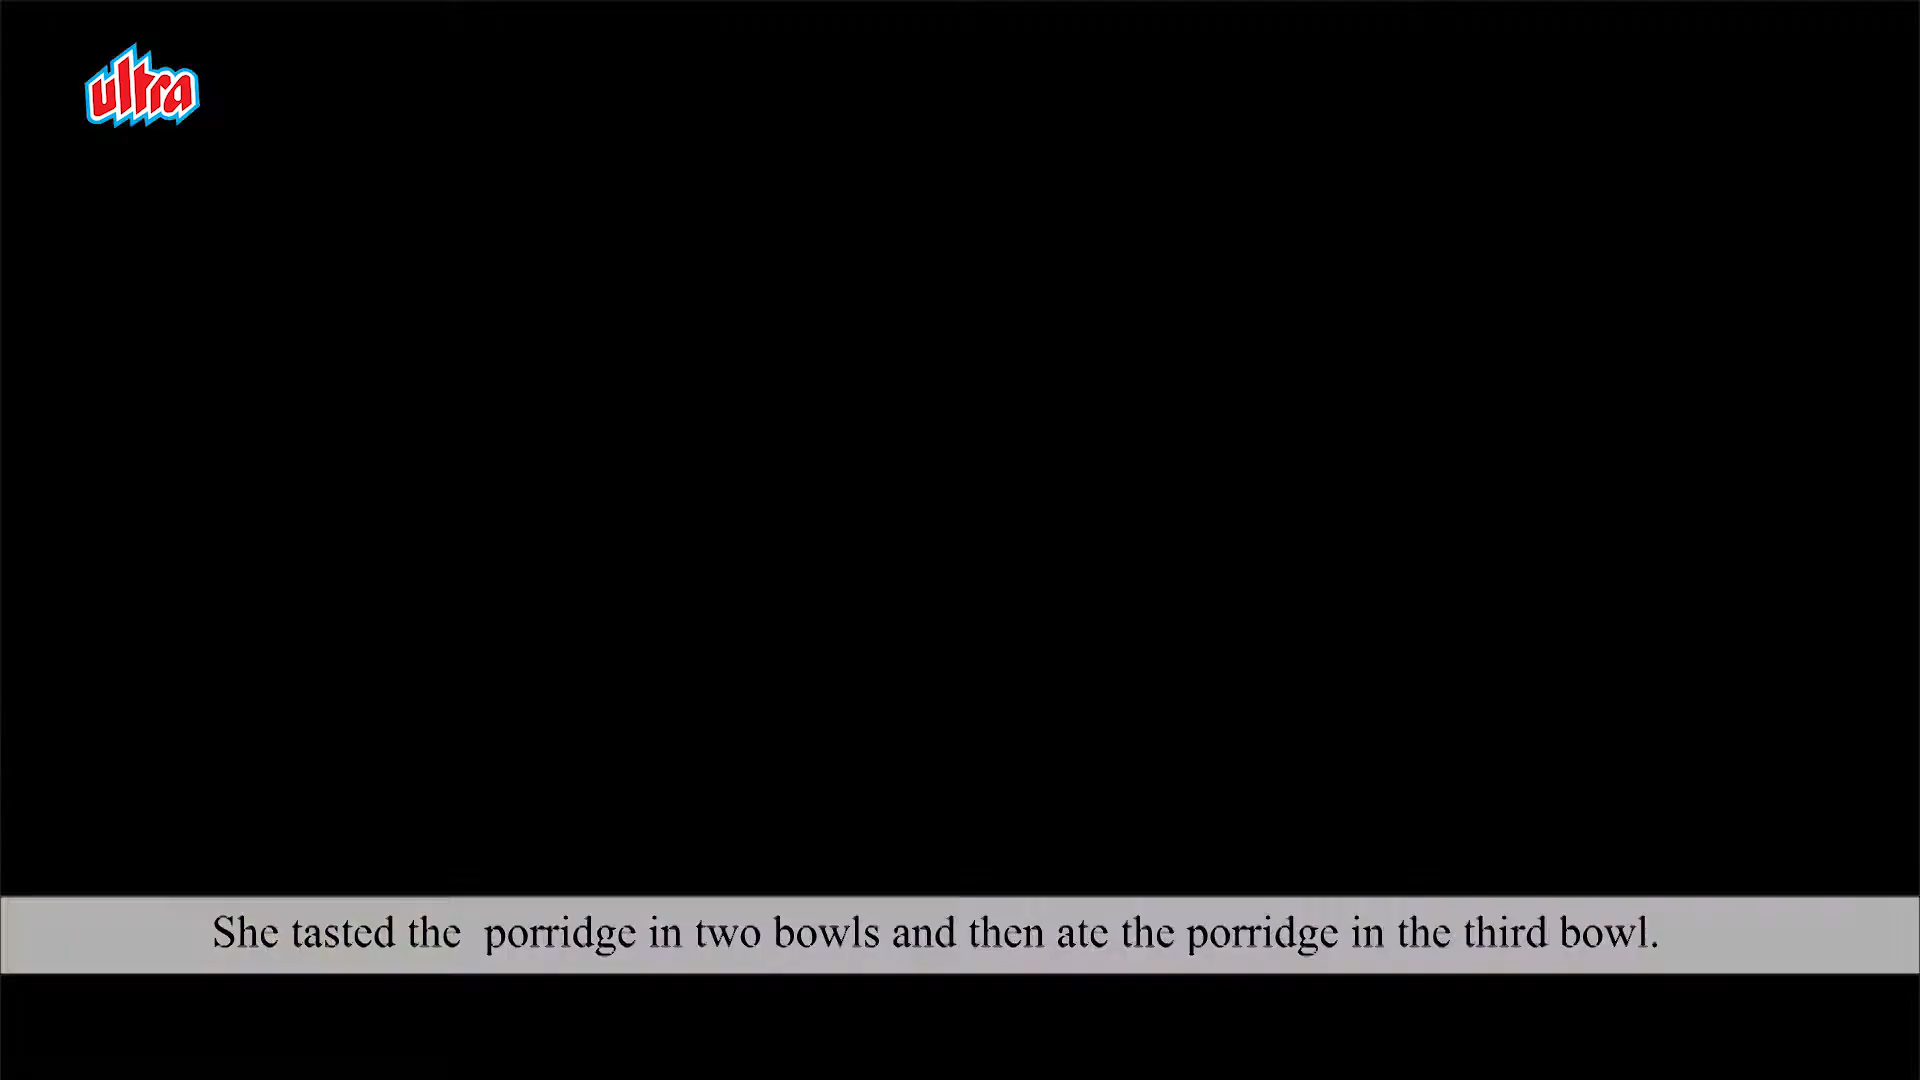 ultra
She tasted the  porridge in two bowls and then ate the porridge in the third bowl.